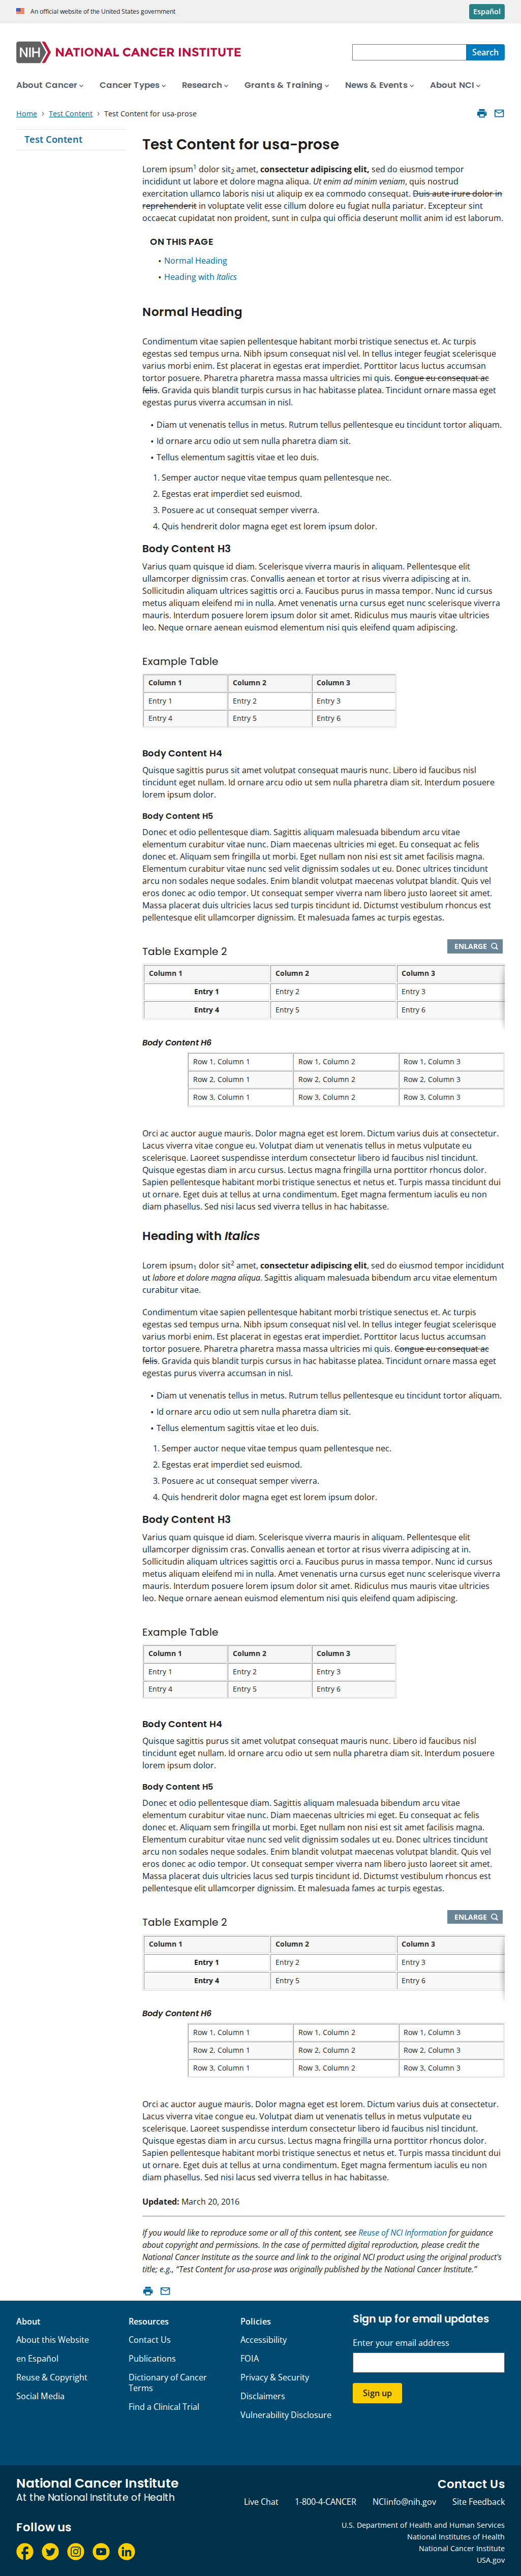 An official website of the United States government
Español
NIH NATIONAL CANCER INSTITUTE
Search
About Cancer
Cancer Types
Research
Grants & Training
News & Events
About NCI
Home > Test Content > Test Content for usa-prose
Test Content
Test Content for usa-prose
Lorem ipsum1 dolor sit2 amet, consectetur adipiscing elit, sed do eiusmod tempor
incididunt ut labore et dolore magna aliqua. Ut enim ad minim veniam, quis nostrud
exercitation ullamco laboris nisi ut aliquip ex ea commodo consequat. Duis aute irure dolor in
reprehenderit in voluptate velit esse cillum dolore eu fugiat nulla pariatur. Excepteur sint
occaecat cupidatat non proident, sunt in culpa qui officia deserunt mollit anim id est laborum.
ON THIS PAGE
• Normal Heading
• Heading with Italics
Normal Heading
Condimentum vitae sapien pellentesque habitant morbi tristique senectus et. Ac turpis
egestas sed tempus urna. Nibh ipsum consequat nisl vel. In tellus integer feugiat scelerisque
varius morbi enim. Est placerat in egestas erat imperdiet. Porttitor lacus luctus accumsan
tortor posuere. Pharetra pharetra massa massa ultricies mi quis. Congue eu consequat ac
felis. Gravida quis blandit turpis cursus in hac habitasse platea. Tincidunt ornare massa eget
egestas purus viverra accumsan in nisl.
• Diam ut venenatis tellus in metus. Rutrum tellus pellentesque eu tincidunt tortor aliquam.
• Id ornare arcu odio ut sem nulla pharetra diam sit.
• Tellus elementum sagittis vitae et leo duis.
1. Semper auctor neque vitae tempus quam pellentesque nec.
2. Egestas erat imperdiet sed euismod.
3. Posuere ac ut consequat semper viverra.
4. Quis hendrerit dolor magna eget est lorem ipsum dolor.
Body Content H3
Varius quam quisque id diam. Scelerisque viverra mauris in aliquam. Pellentesque elit
ullamcorper dignissim cras. Convallis aenean et tortor at risus viverra adipiscing at in.
Sollicitudin aliquam ultrices sagittis orci a. Faucibus purus in massa tempor. Nunc id cursus
metus aliquam eleifend mi in nulla. Amet venenatis urna cursus eget nunc scelerisque viverra
mauris. Interdum posuere lorem ipsum dolor sit amet. Ridiculus mus mauris vitae ultricies
leo. Neque ornare aenean euismod elementum nisi quis eleifend quam adipiscing.
Example Table
Column 1 Column 2 Column 3
Entry 1 Entry 2 Entry 3
Entry 4 Entry 5 Entry 6
Body Content H4
Quisque sagittis purus sit amet volutpat consequat mauris nunc. Libero id faucibus nisl
tincidunt eget nullam. Id ornare arcu odio ut sem nulla pharetra diam sit. Interdum posuere
lorem ipsum dolor.
Body Content H5
Donec et odio pellentesque diam. Sagittis aliquam malesuada bibendum arcu vitae
elementum curabitur vitae nunc. Diam maecenas ultricies mi eget. Eu consequat ac felis
donec et. Aliquam sem fringilla ut morbi. Eget nullam non nisi est sit amet facilisis magna.
Elementum curabitur vitae nunc sed velit dignissim sodales ut eu. Donec ultrices tincidunt
arcu non sodales neque sodales. Enim blandit volutpat maecenas volutpat blandit. Quis vel
eros donec ac odio tempor. Ut consequat semper viverra nam libero justo laoreet sit amet.
Massa placerat duis ultricies lacus sed turpis tincidunt id. Dictumst vestibulum rhoncus est
pellentesque elit ullamcorper dignissim. Et malesuada fames ac turpis egestas.
Table Example 2
ENLARGE
Column 1 Column 2 Column 3
Entry 1 Entry 2 Entry 3
Entry 4 Entry 5 Entry 6
Body Content H6
Row 1, Column 1 Row 1, Column 2 Row 1, Column 3
Row 2, Column 1 Row 2, Column 2 Row 2, Column 3
Row 3, Column 1 Row 3, Column 2 Row 3, Column 3
Orci ac auctor augue mauris. Dolor magna eget est lorem. Dictum varius duis at consectetur.
Lacus viverra vitae congue eu. Volutpat diam ut venenatis tellus in metus vulputate eu
scelerisque. Laoreet suspendisse interdum consectetur libero id faucibus nisl tincidunt.
Quisque egestas diam in arcu cursus. Lectus magna fringilla urna porttitor rhoncus dolor.
Sapien pellentesque habitant morbi tristique senectus et netus et. Turpis massa tincidunt dui
ut ornare. Eget duis at tellus at urna condimentum. Eget magna fermentum iaculis eu non
diam phasellus. Sed nisi lacus sed viverra tellus in hac habitasse.
Heading with Italics
Lorem ipsum1 dolor sit2 amet, consectetur adipiscing elit, sed do eiusmod tempor incididunt
ut labore et dolore magna aliqua. Sagittis aliquam malesuada bibendum arcu vitae elementum
curabitur vitae.
Condimentum vitae sapien pellentesque habitant morbi tristique senectus et. Ac turpis
egestas sed tempus urna. Nibh ipsum consequat nisl vel. In tellus integer feugiat scelerisque
varius morbi enim. Est placerat in egestas erat imperdiet. Porttitor lacus luctus accumsan
tortor posuere. Pharetra pharetra massa massa ultricies mi quis. Congue eu consequat ac
felis. Gravida quis blandit turpis cursus in hac habitasse platea. Tincidunt ornare massa eget
egestas purus viverra accumsan in nisl.
• Diam ut venenatis tellus in metus. Rutrum tellus pellentesque eu tincidunt tortor aliquam.
• Id ornare arcu odio ut sem nulla pharetra diam sit.
• Tellus elementum sagittis vitae et leo duis.
1. Semper auctor neque vitae tempus quam pellentesque nec.
2. Egestas erat imperdiet sed euismod.
3. Posuere ac ut consequat semper viverra.
4. Quis hendrerit dolor magna eget est lorem ipsum dolor.
Body Content H3
Varius quam quisque id diam. Scelerisque viverra mauris in aliquam. Pellentesque elit
ullamcorper dignissim cras. Convallis aenean et tortor at risus viverra adipiscing at in.
Sollicitudin aliquam ultrices sagittis orci a. Faucibus purus in massa tempor. Nunc id cursus
metus aliquam eleifend mi in nulla. Amet venenatis urna cursus eget nunc scelerisque viverra
mauris. Interdum posuere lorem ipsum dolor sit amet. Ridiculus mus mauris vitae ultricies
leo. Neque ornare aenean euismod elementum nisi quis eleifend quam adipiscing.
Example Table
Column 1 Column 2 Column 3
Entry 1 Entry 2 Entry 3
Entry 4 Entry 5 Entry 6
Body Content H4
Quisque sagittis purus sit amet volutpat consequat mauris nunc. Libero id faucibus nisl
tincidunt eget nullam. Id ornare arcu odio ut sem nulla pharetra diam sit. Interdum posuere
lorem ipsum dolor.
Body Content H5
Donec et odio pellentesque diam. Sagittis aliquam malesuada bibendum arcu vitae
elementum curabitur vitae nunc. Diam maecenas ultricies mi eget. Eu consequat ac felis
donec et. Aliquam sem fringilla ut morbi. Eget nullam non nisi est sit amet facilisis magna.
Elementum curabitur vitae nunc sed velit dignissim sodales ut eu. Donec ultrices tincidunt
arcu non sodales neque sodales. Enim blandit volutpat maecenas volutpat blandit. Quis vel
eros donec ac odio tempor. Ut consequat semper viverra nam libero justo laoreet sit amet.
Massa placerat duis ultricies lacus sed turpis tincidunt id. Dictumst vestibulum rhoncus est
pellentesque elit ullamcorper dignissim. Et malesuada fames ac turpis egestas.
Table Example 2
ENLARGE
Column 1 Column 2 Column 3
Entry 1 Entry 2 Entry 3
Entry 4 Entry 5 Entry 6
Body Content H6
Row 1, Column 1 Row 1, Column 2 Row 1, Column 3
Row 2, Column 1 Row 2, Column 2 Row 2, Column 3
Row 3, Column 1 Row 3, Column 2 Row 3, Column 3
Orci ac auctor augue mauris. Dolor magna eget est lorem. Dictum varius duis at consectetur.
Lacus viverra vitae congue eu. Volutpat diam ut venenatis tellus in metus vulputate eu
scelerisque. Laoreet suspendisse interdum consectetur libero id faucibus nisl tincidunt.
Quisque egestas diam in arcu cursus. Lectus magna fringilla urna porttitor rhoncus dolor.
Sapien pellentesque habitant morbi tristique senectus et netus et. Turpis massa tincidunt dui
ut ornare. Eget duis at tellus at urna condimentum. Eget magna fermentum iaculis eu non
diam phasellus. Sed nisi lacus sed viverra tellus in hac habitasse.
Updated: March 20, 2016
If you would like to reproduce some or all of this content, see Reuse of NCI Information for guidance
about copyright and permissions. In the case of permitted digital reproduction, please credit the
National Cancer Institute as the source and link to the original NCI product using the original product's
title; e.g., “Test Content for usa-prose was originally published by the National Cancer Institute.”
About
About this Website
en Español
Reuse & Copyright
Social Media
Resources
Contact Us
Publications
Dictionary of Cancer
Terms
Find a Clinical Trial
Policies
Accessibility
FOIA
Privacy & Security
Disclaimers
Vulnerability Disclosure
Sign up for email updates
Enter your email address
Sign up
National Cancer Institute
At the National Institutes of Health
Follow us
Contact Us
Live Chat
1-800-4-CANCER
NCIinfo@nih.gov
Site Feedback
U.S. Department of Health and Human Services
National Institutes of Health
National Cancer Institute
USA.gov